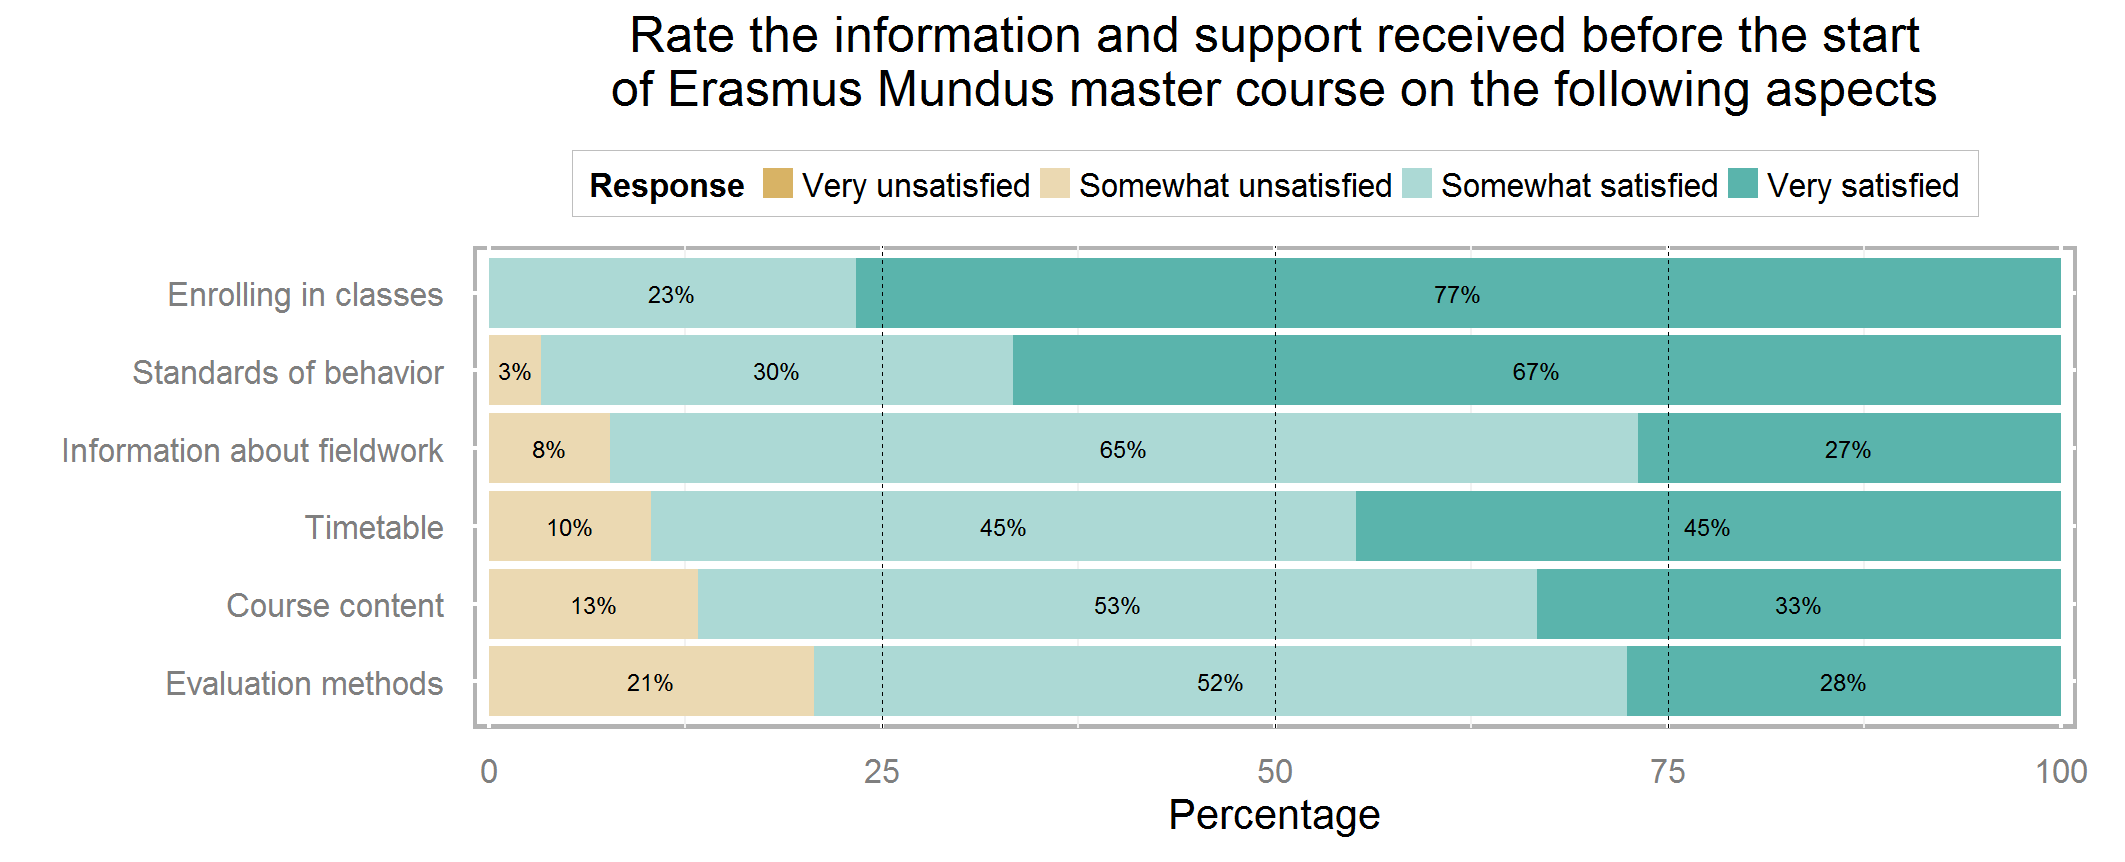 Rate the information and support received before the start
of Erasmus Mundus master course on the following aspects
Response Very unsatisfied Somewhat unsatisfied Somewhat satisfied Very satisfied
Enrolling in classes 23% 77%
Standards of behavior 3% 30% 67%
Information about fieldwork 8% 65% 27%
Timetable 10% 45% 45%
Course content 13% 53% 33%
Evaluation methods 21% 52% 28%
0 25 50 75 100
Percentage